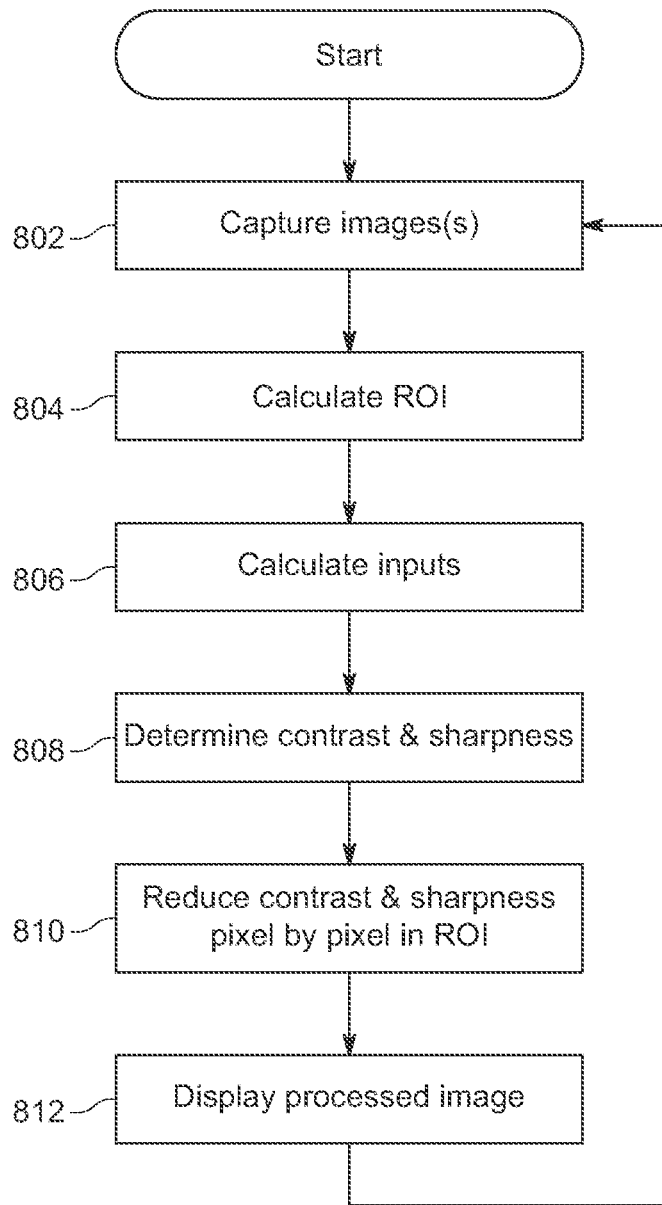 Start
802
Capture images(s)
804
Calculate ROI
806
Calculate inputs
808
Determine contrast & sharpness
810
Reduce contrast & sharpness
pixel by pixel in ROI
812
Display processed image